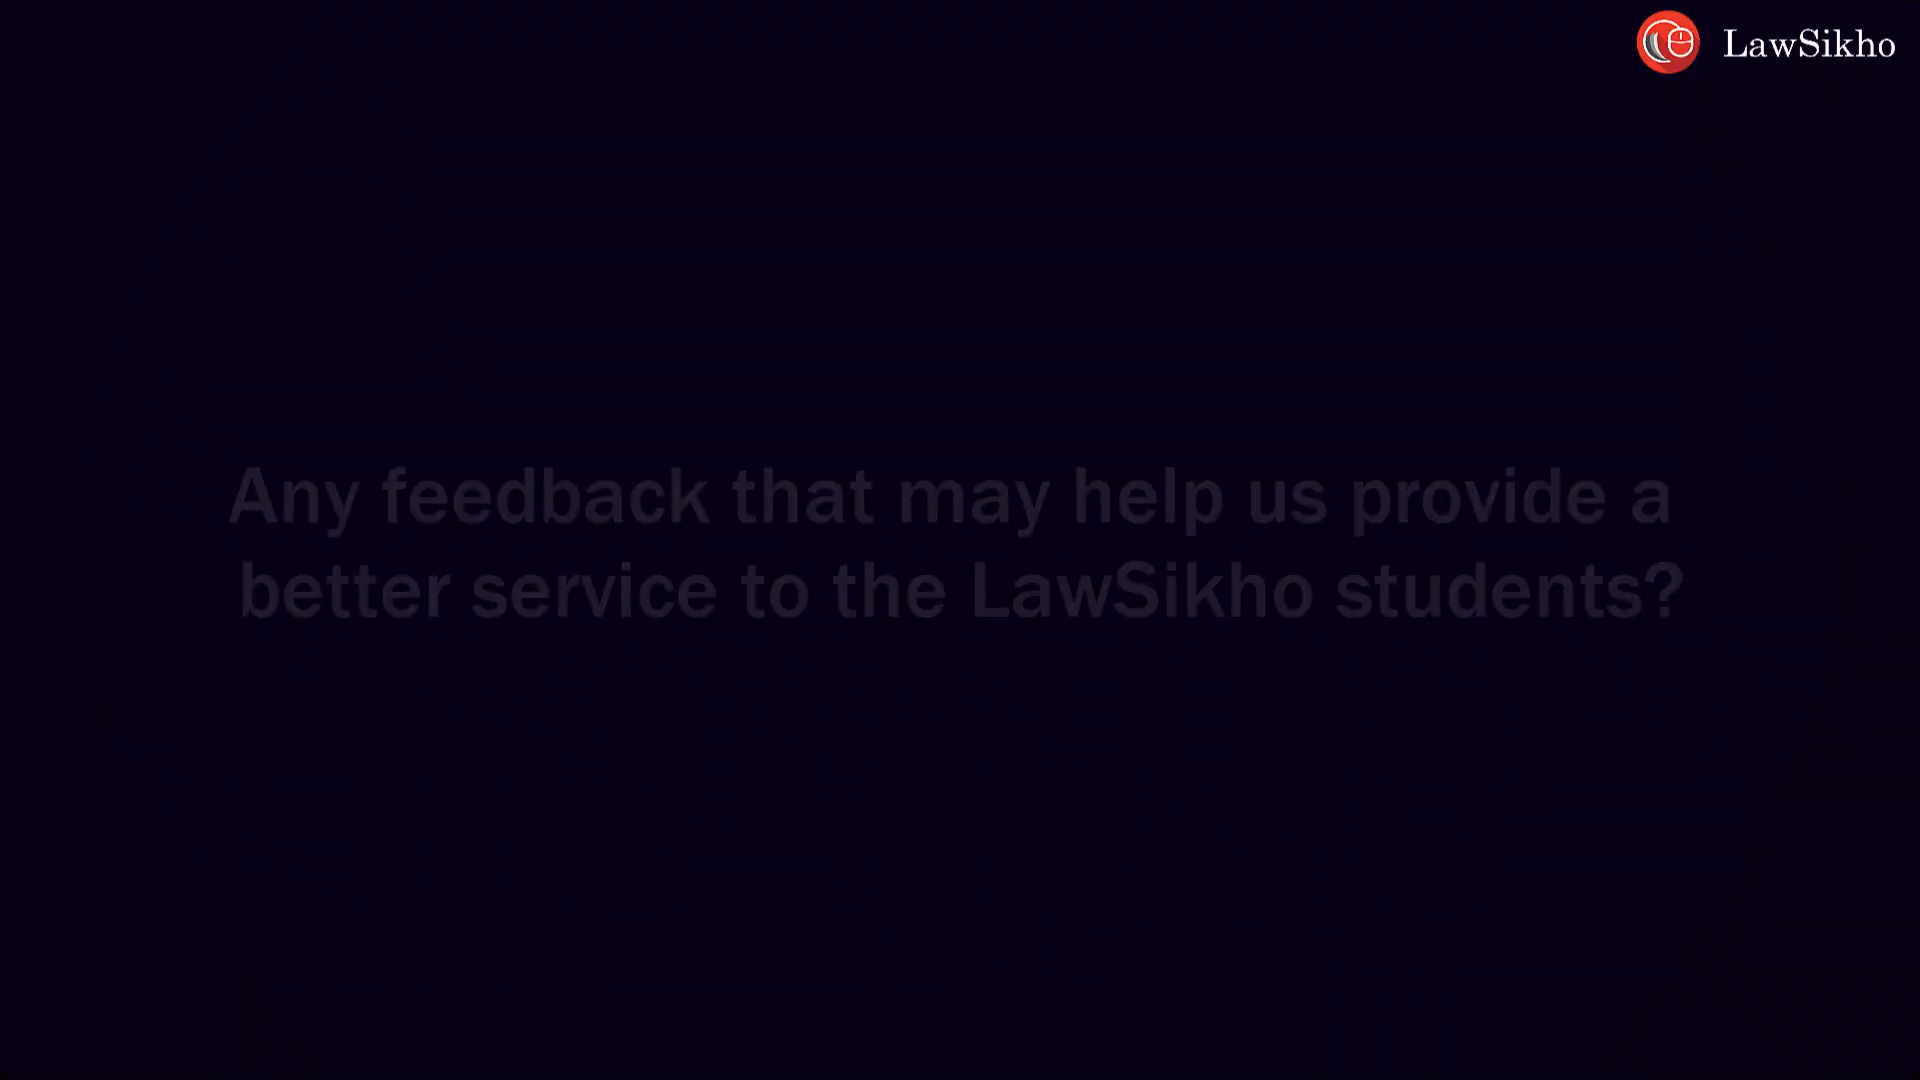 LawSikho
Any feedback that may help us provide a
better service to the LawSikho students?